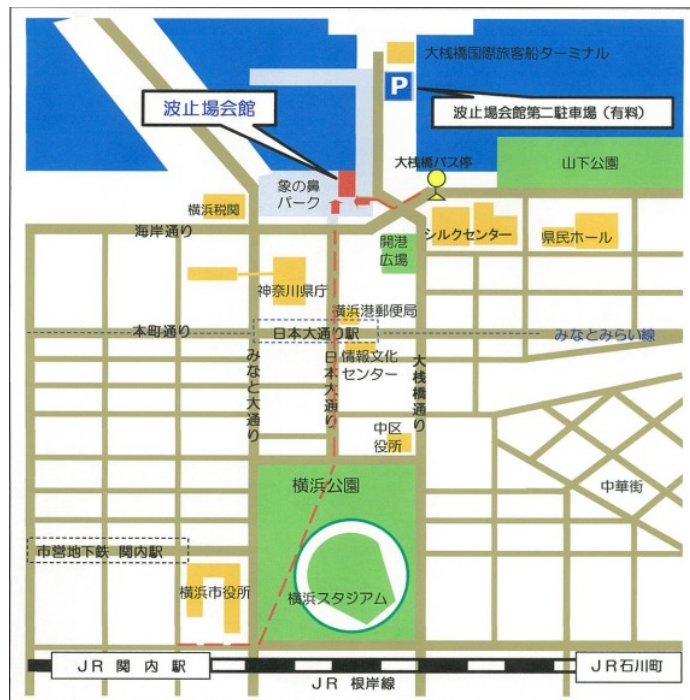 大桟橋国際旅客船ターミナル
P
波止場会館
波止場会館第二駐車場(有料)
大桟橋バス停
山下公園
象の鼻
パーク
横浜税関
海岸通り
シルクセンター
県民ホール
開港
広場
神奈川県庁
横浜港郵便局
本町通り
日本大通り駅
みなとみらい線
情報文化
センター
みなと大通り
日本大通り
大桟橋通り
中区
役所
横浜公園
中華街
市営地下鉄 関内駅
横浜市役所
横浜スタジアム
JR関内駅
JR石川町
JR 根岸線